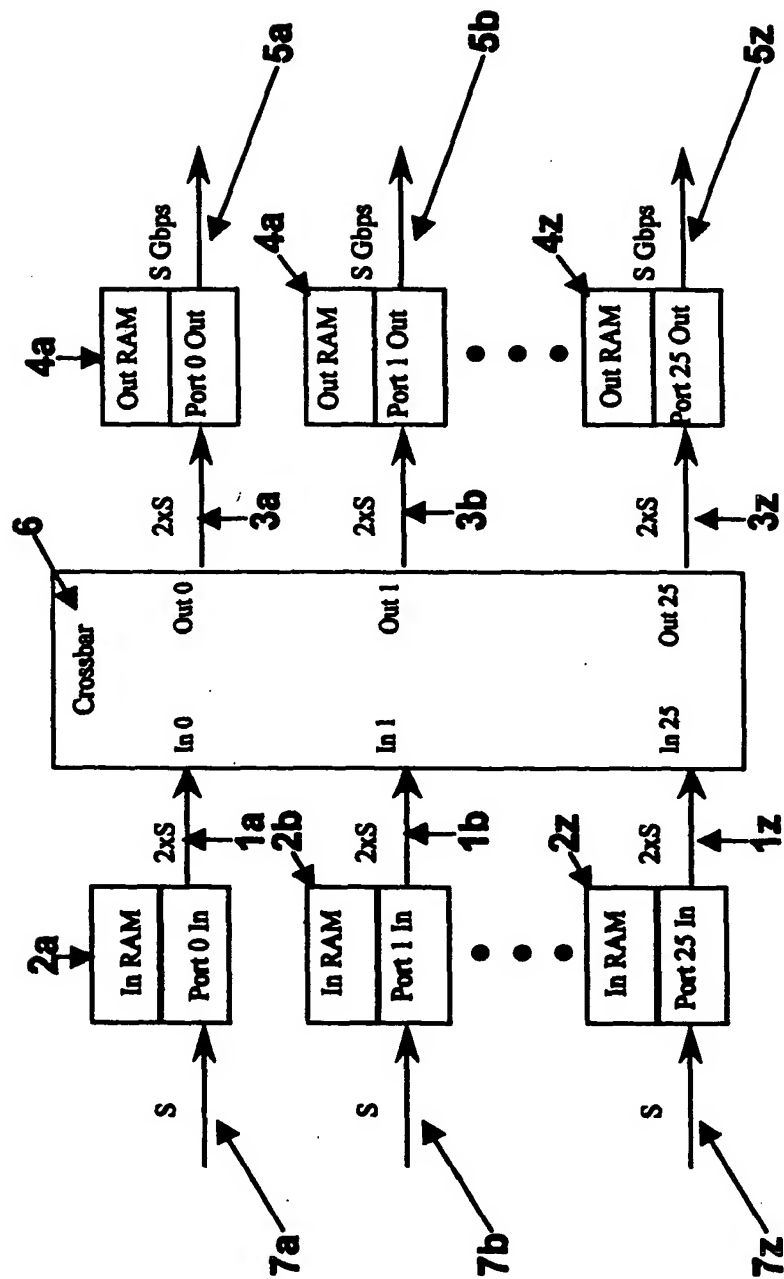 4a
4a
4z
Out RAM
S Gbps
Out RAM
S Gbps
Out RAM
S Gbps
Port 0 Out
Port 1 Out
Port 25 Out
5a
5b
5z
6
2xS
2xS
2xS
3a
3b
3z
Crossbar
Out 0
Out 1
Out 25
In 0
In 1
In 25
2a
2b
2z
2xS
2xS
2xS
1a
1b
1z
In RAM
In RAM
In RAM
Port 0 In
Port 1 In
Port 25 In
S
S
S
7a
7b
7z